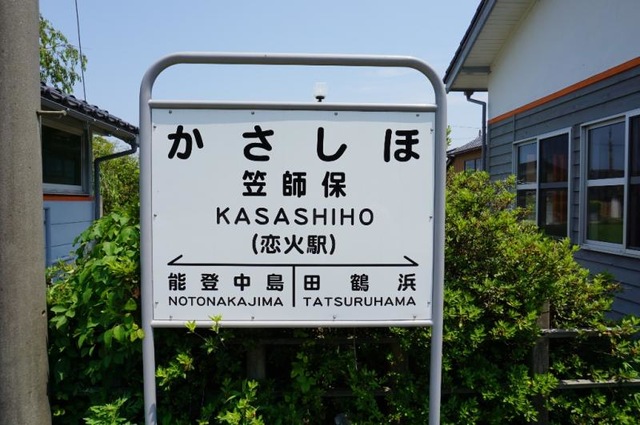 かさしほ
笠師保
KASASHIHO
(恋火駅)
能登中島 田鶴浜
NOTONAKAJIMA TATSURUHAMA